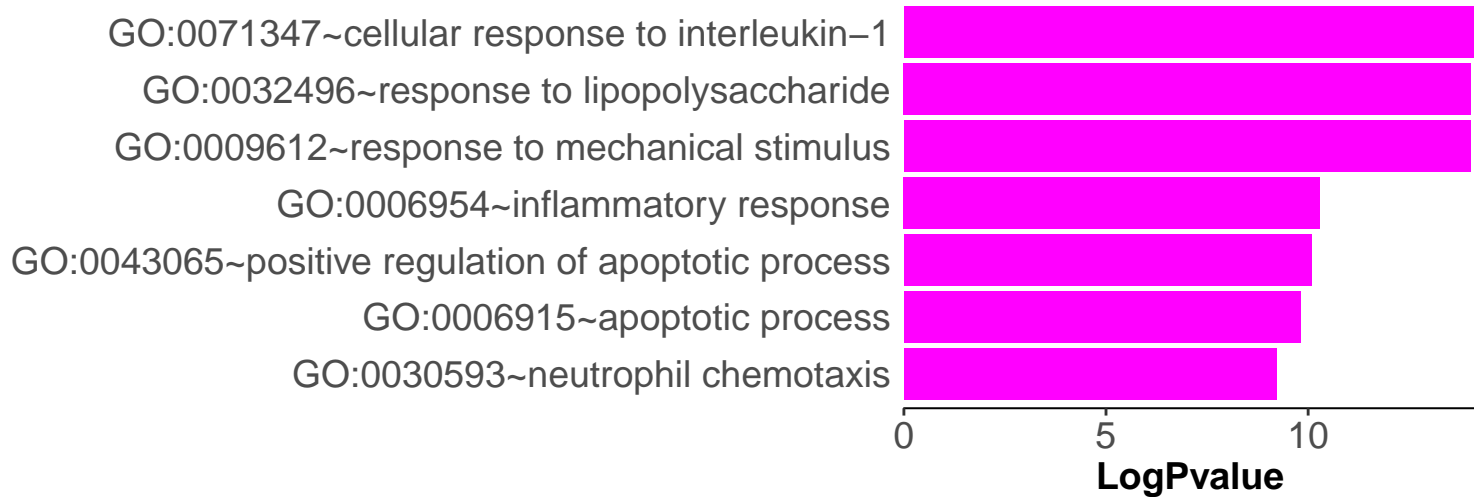 GO:0071347~cellular response to interleukin−1
GO:0032496~response to lipopolysaccharide
GO:0009612~response to mechanical stimulus
GO:0006954~inflammatory response
GO:0043065~positive regulation of apoptotic process
GO:0006915~apoptotic process
GO:0030593~neutrophil chemotaxis
0 5 10
LogPvalue